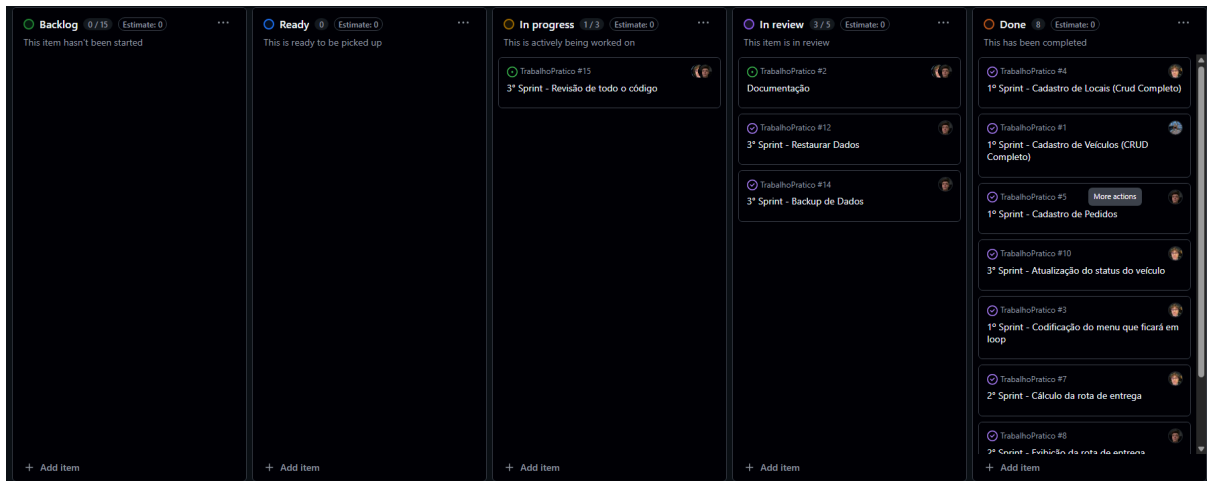 Backlog 0 / 15 Estimate: 0
This item hasn't been started
+ Add item
Ready 0 Estimate: 0
This is ready to be picked up
+ Add item
In progress 1 / 3 Estimate: 0
This is actively being worked on
TrabalhoPratico #15
3° Sprint - Revisão de todo o código
+ Add item
In review 3 / 5 Estimate: 0
This item is in review
TrabalhoPratico #2
Documentação
TrabalhoPratico #12
3° Sprint - Restaurar Dados
TrabalhoPratico #14
3° Sprint - Backup de Dados
+ Add item
Done 8 Estimate: 0
This has been completed
TrabalhoPratico #4
1º Sprint - Cadastro de Locais (Crud Completo)
TrabalhoPratico #1
1º Sprint - Cadastro de Veículos (CRUD
Completo)
TrabalhoPratico #5 More actions
1º Sprint - Cadastro de Pedidos
TrabalhoPratico #10
3° Sprint - Atualização do status do veículo
TrabalhoPratico #3
1º Sprint - Codificação do menu que ficará em
loop
TrabalhoPratico #7
2° Sprint - Cálculo da rota de entrega
TrabalhoPratico #8
2° Sprint - Exibição da rota de entrega
+ Add item